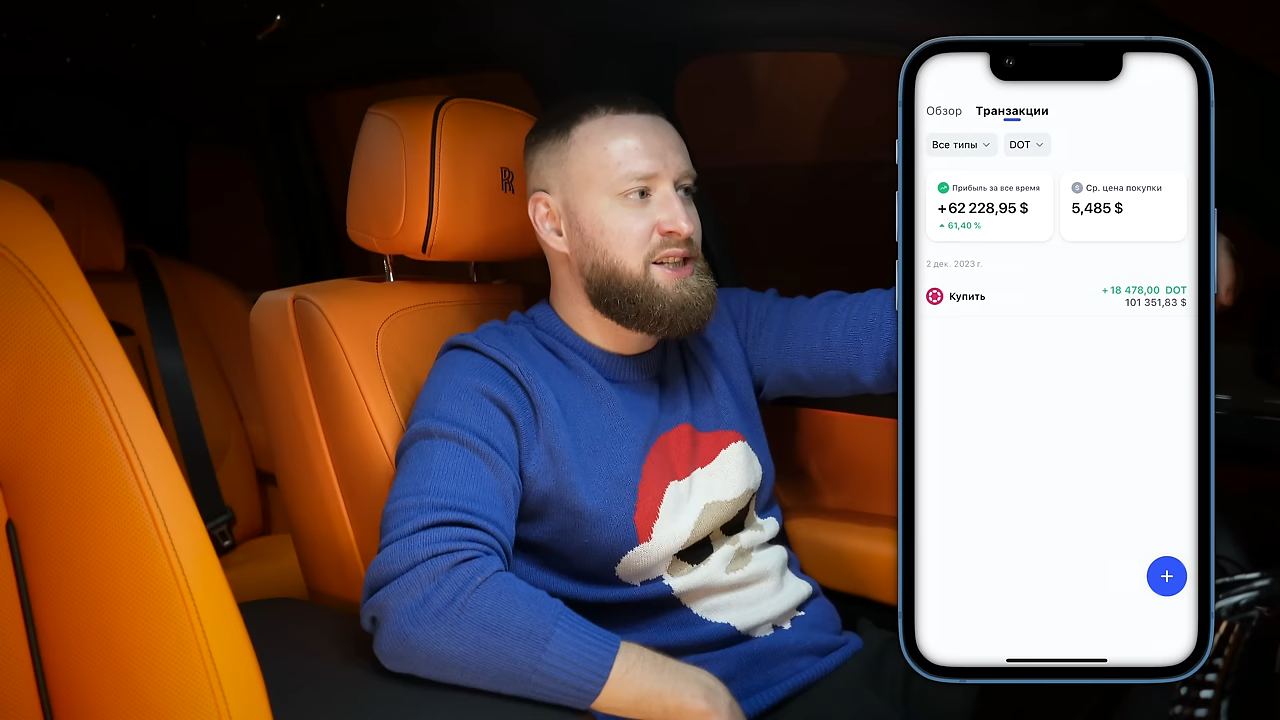 RR
Обзор Транзакции
Все типы DOT
Прибыль за все время
+62 228,95 $
61,40 %
Ср. цена покупки
5,485 $
2 дек. 2023 г.
Купить
+18 478,00 DOT
101 351,83 $